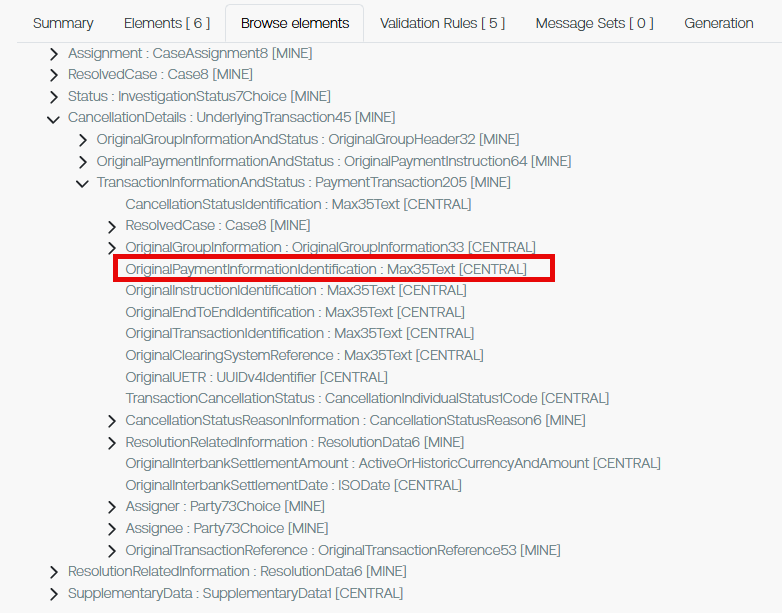 Summary Elements [ 6 ] Browse elements Validation Rules [ 5 ] Message Sets [ 0 ] Generation
Assignment : CaseAssignment8 [MINE]
ResolvedCase : Case8 [MINE]
Status : InvestigationStatus7Choice [MINE]
CancellationDetails : UnderlyingTransaction45 [MINE]
OriginalGroupInformationAndStatus : OriginalGroupHeader32 [MINE]
OriginalPaymentInformationAndStatus : OriginalPaymentInstruction64 [MINE]
TransactionInformationAndStatus : PaymentTransaction205 [MINE]
CancellationStatusIdentification : Max35Text [CENTRAL]
ResolvedCase : Case8 [MINE]
OriginalGroupInformation : OriginalGroupInformation33 [CENTRAL]
OriginalPaymentInformationIdentification : Max35Text [CENTRAL]
OriginalInstructionIdentification : Max35Text [CENTRAL]
OriginalEndToEndIdentification : Max35Text [CENTRAL]
OriginalTransactionIdentification : Max35Text [CENTRAL]
OriginalClearingSystemReference : Max35Text [CENTRAL]
OriginalUETR : UUIDv4Identifier [CENTRAL]
TransactionCancellationStatus : CancellationIndividualStatus1Code [CENTRAL]
CancellationStatusReasonInformation : CancellationStatusReason6 [MINE]
ResolutionRelatedInformation : ResolutionData6 [MINE]
OriginalInterbankSettlementAmount : ActiveOrHistoricCurrencyAndAmount [CENTRAL]
OriginalInterbankSettlementDate : ISODate [CENTRAL]
Assigner : Party73Choice [MINE]
Assignee : Party73Choice [MINE]
OriginalTransactionReference : OriginalTransactionReference53 [MINE]
ResolutionRelatedInformation : ResolutionData6 [MINE]
SupplementaryData : SupplementaryData1 [CENTRAL]